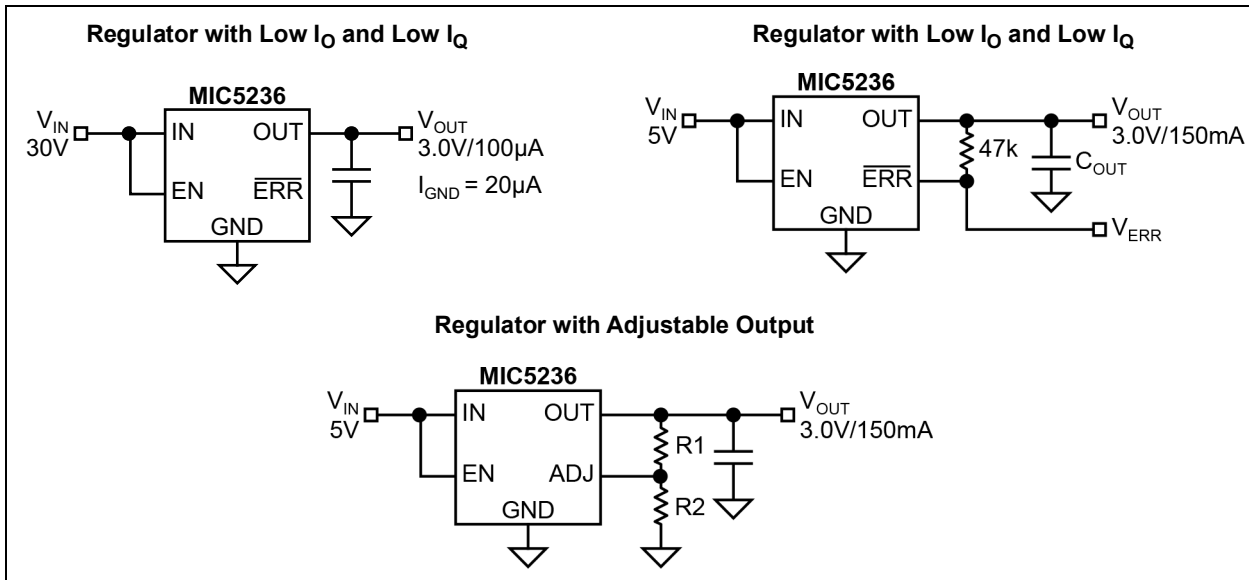 Regulator with Low IO and Low IQ
MIC5236
VIN
30V
IN
OUT
EN
ERR
GND
VOUT
3.0V/100µA
IGND = 20µA
Regulator with Low IO and Low IQ
MIC5236
VIN
5V
IN
OUT
EN
ERR
GND
47k
COUT
VOUT
3.0V/150mA
VERR
Regulator with Adjustable Output
MIC5236
VIN
5V
IN
OUT
EN
ADJ
GND
R1
R2
VOUT
3.0V/150mA